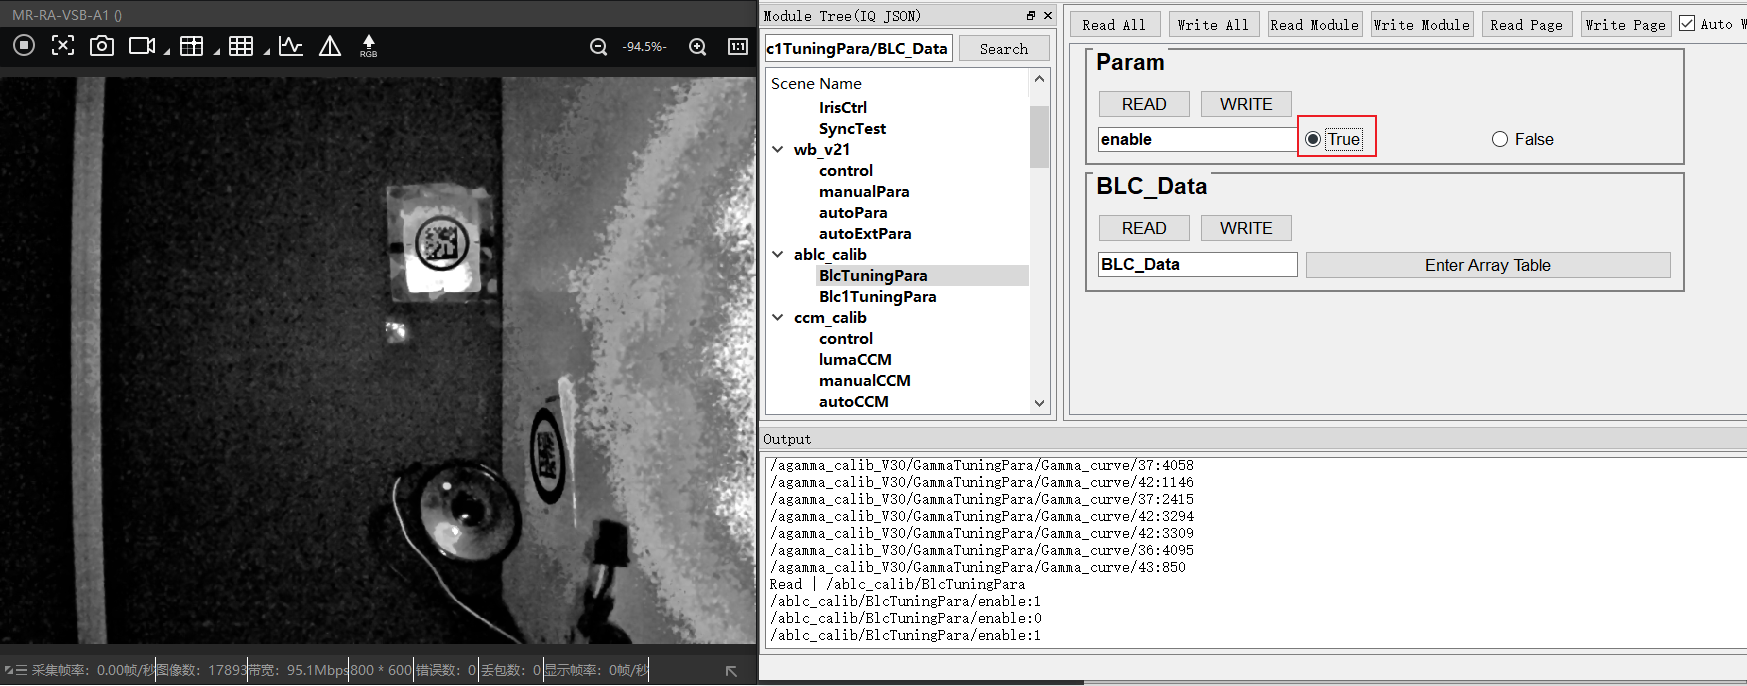 MR-RA-VSB-A1 ()
RGB
-94.5%-
1:1
采集帧率：0.00帧/秒 图像数：17893 带宽：95.1Mbps 800 * 600 错误数：0 丢包数：0 显示帧率：0帧/秒
Module Tree(IQ JSON)
c1TuningPara/BLC_Data Search
Scene Name
IrisCtrl
SyncTest
wb_v21
control
manualPara
autoPara
autoExtPara
ablc_calib
BlcTuningPara
Blc1TuningPara
ccm_calib
control
lumaCCM
manualCCM
autoCCM
Read All Write All Read Module Write Module Read Page Write Page Auto W
Param
READ WRITE
enable True False
BLC_Data
READ WRITE
BLC_Data Enter Array Table
Output
/agamma_calib_V30/GammaTuningPara/Gamma_curve/37:4058
/agamma_calib_V30/GammaTuningPara/Gamma_curve/42:1146
/agamma_calib_V30/GammaTuningPara/Gamma_curve/37:2415
/agamma_calib_V30/GammaTuningPara/Gamma_curve/42:3294
/agamma_calib_V30/GammaTuningPara/Gamma_curve/42:3309
/agamma_calib_V30/GammaTuningPara/Gamma_curve/36:4095
/agamma_calib_V30/GammaTuningPara/Gamma_curve/43:850
Read | /ablc_calib/BlcTuningPara
/ablc_calib/BlcTuningPara/enable:1
/ablc_calib/BlcTuningPara/enable:0
/ablc_calib/BlcTuningPara/enable:1